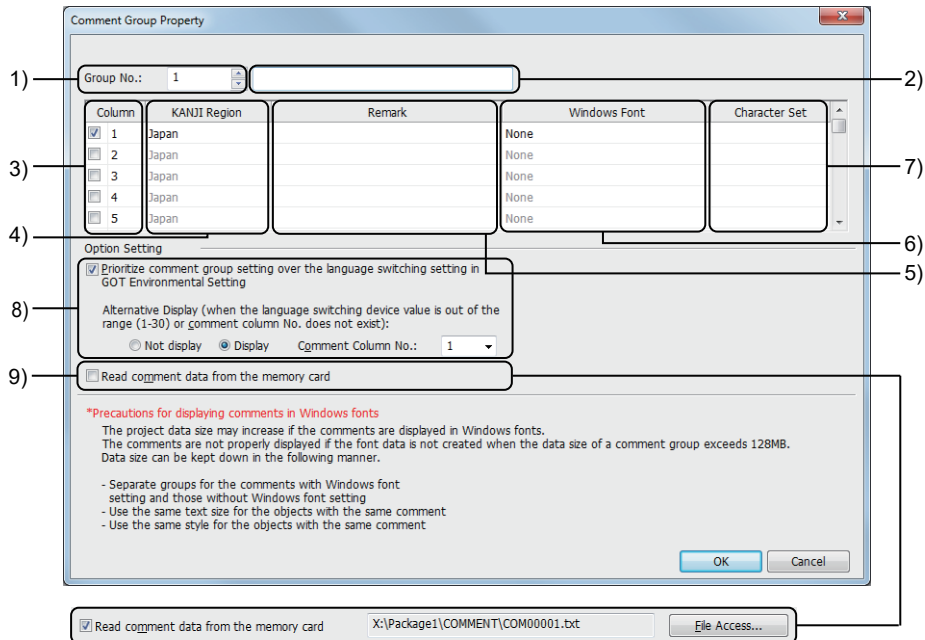 Comment Group Property
1)
Group No.: 1
2)
Column KANJI Region Remark Windows Font Character Set
1 Japan None
2 Japan None
3)
3 Japan None
7)
4 Japan None
5 Japan None
4)
6)
Option Setting
5)
Prioritize comment group setting over the language switching setting in
GOT Environmental Setting
8)
Alternative Display (when the language switching device value is out of the
range (1-30) or comment column No. does not exist):
Not display Display Comment Column No.: 1
9)
Read comment data from the memory card
*Precautions for displaying comments in Windows fonts
The project data size may increase if the comments are displayed in Windows fonts.
The comments are not properly displayed if the font data is not created when the data size of a comment group exceeds 128MB.
Data size can be kept down in the following manner.
- Separate groups for the comments with Windows font
setting and those without Windows font setting
- Use the same text size for the objects with the same comment
- Use the same style for the objects with the same comment
OK Cancel
Read comment data from the memory card X:\Package1\COMMENT\COM00001.txt File Access...